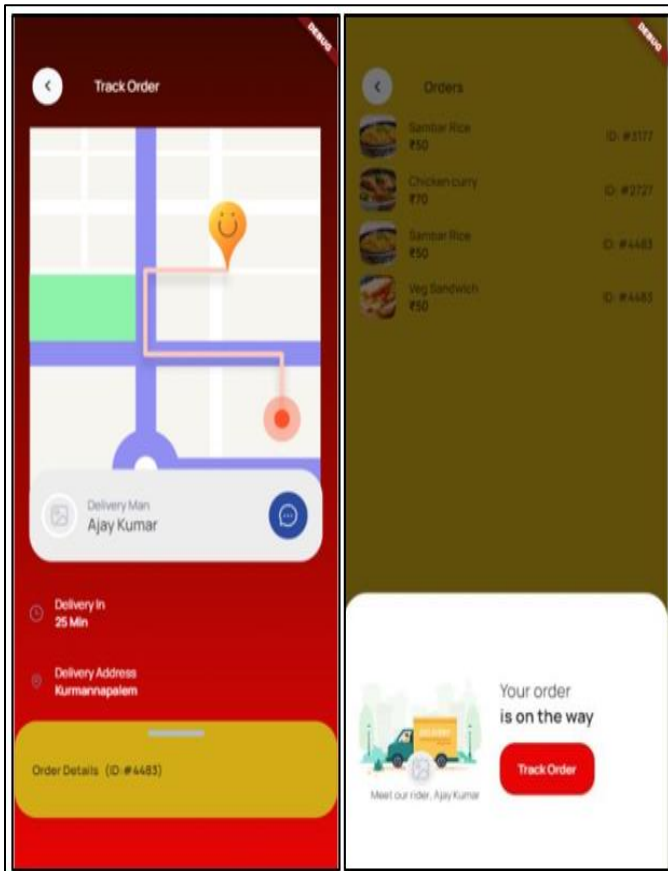 DEBUG
Track Order
Delivery Man
Ajay Kumar
Delivery In
25 Min
Delivery Address
Kurmannapalem
Order Details (ID:#4483)
DEBUG
Orders
Sambar Rice
₹50
ID: #3177
Chicken curry
₹70
ID: #2727
Sambar Rice
₹50
ID: #4483
Veg Sandwich
₹50
ID: #4483
DELIVERY
Your order
is on the way
Track Order
Meet our rider, Ajay Kumar